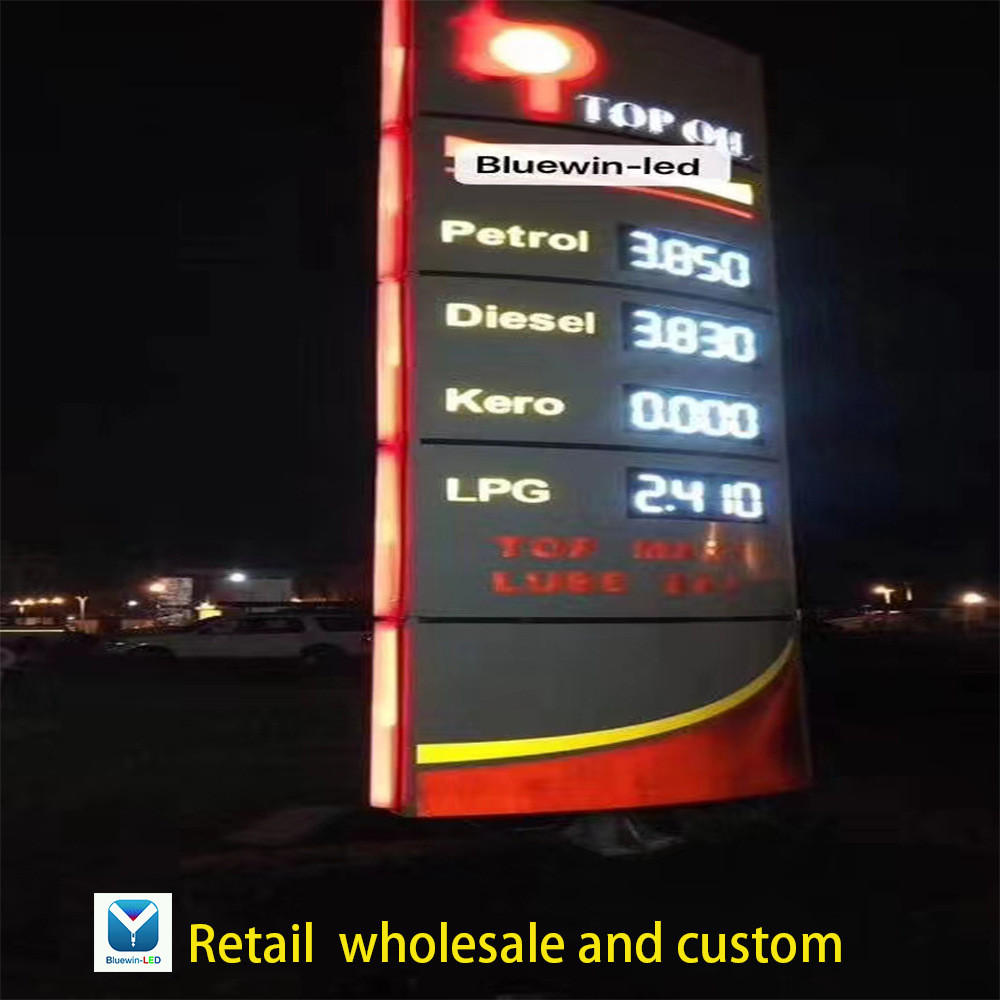 TOP OIL
Bluewin-led
Petrol 3.850
Diesel 3.830
Kero 0.000
LPG 2.410
TOP
LUBE
Bluewin-LED
Retail wholesale and custom